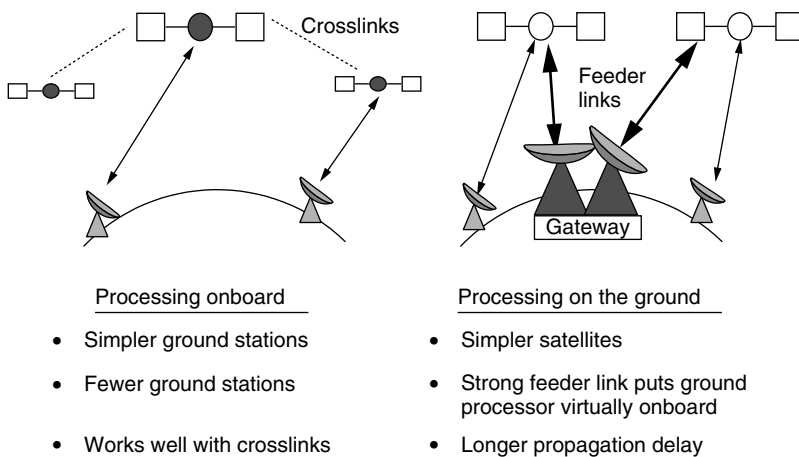 Crosslinks
Feeder
links
Gateway
Processing onboard
• Simpler ground stations
• Fewer ground stations
• Works well with crosslinks
Processing on the ground
• Simpler satellites
• Strong feeder link puts ground
processor virtually onboard
• Longer propagation delay